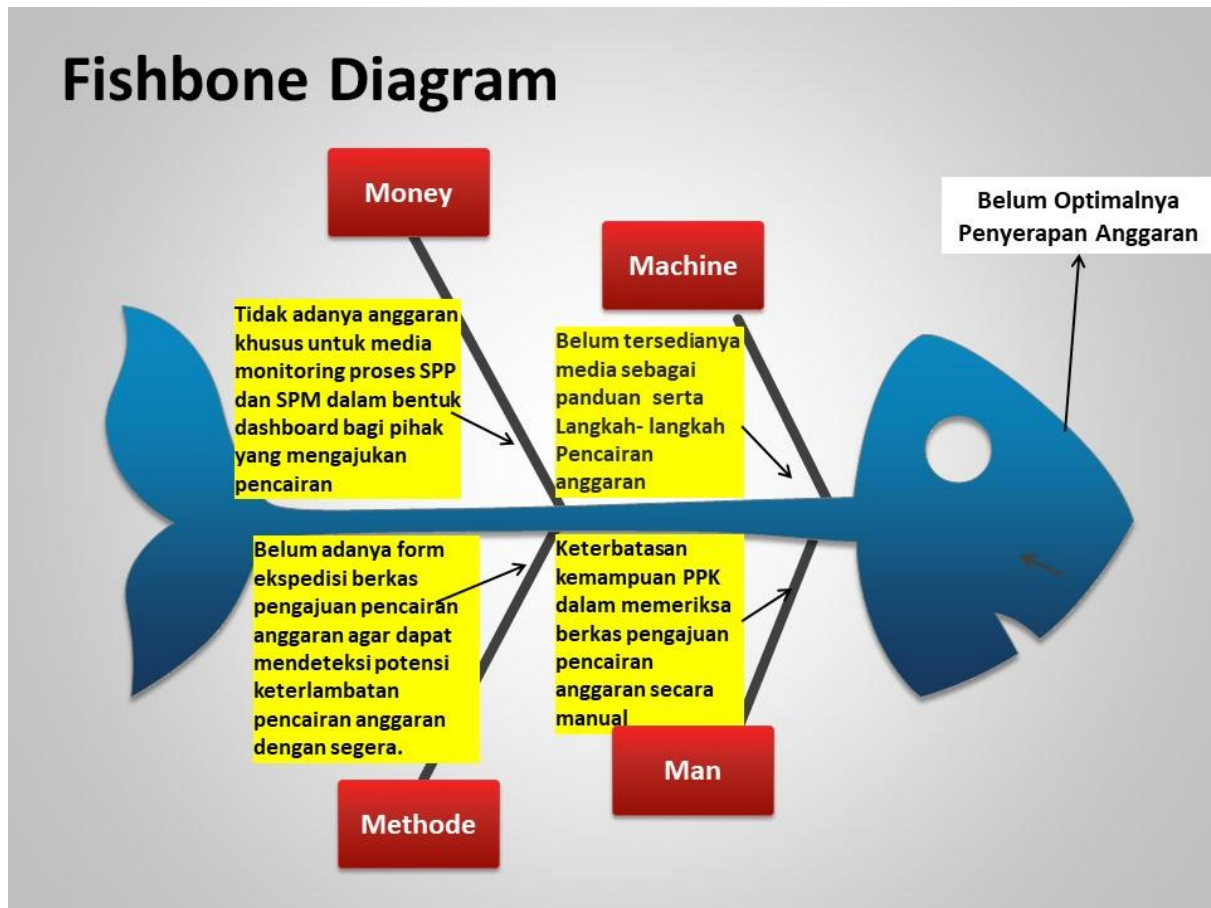 Fishbone Diagram
Money
Machine
Belum Optimalnya
Penyerapan Anggaran
Tidak adanya anggaran
khusus untuk media
monitoring proses SPP
dan SPM dalam bentuk
dashboard bagi pihak
yang mengajukan
pencairan
Belum tersedianya
media sebagai
panduan serta
Langkah- langkah
Pencairan
anggaran
Belum adanya form
ekspedisi berkas
pengajuan pencairan
anggaran agar dapat
mendeteksi potensi
keterlambatan
pencairan anggaran
dengan segera.
Keterbatasan
kemampuan PPK
dalam memeriksa
berkas pengajuan
pencairan
anggaran secara
manual
Methode
Man